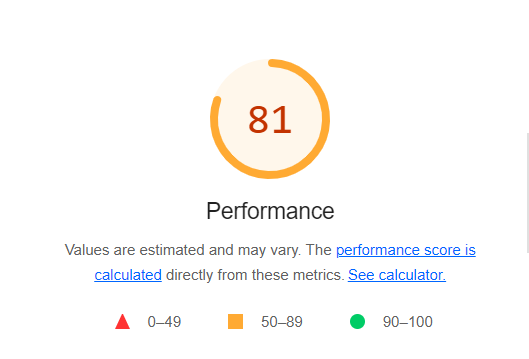 81
Performance
Values are estimated and may vary. The performance score is
calculated directly from these metrics. See calculator.
0–49 50–89 90–100